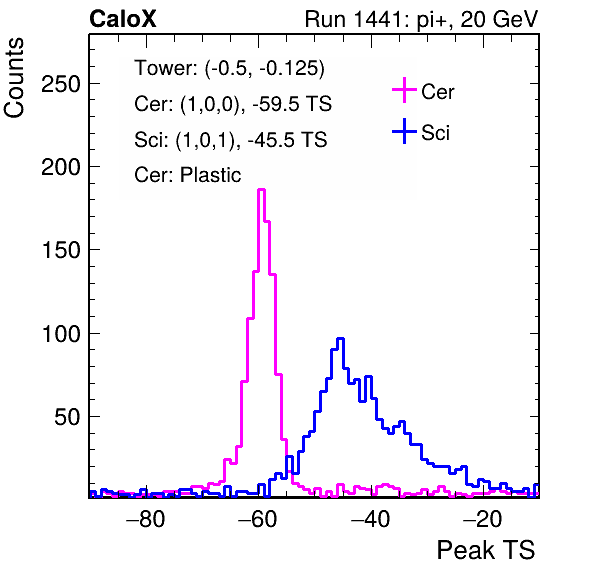 CaloX Run 1441: pi+, 20 GeV
Counts
Tower: (-0.5, -0.125)
Cer: (1,0,0), -59.5 TS
Sci: (1,0,1), -45.5 TS
Cer: Plastic
Cer
Sci
250
200
150
100
50
−80 −60 −40 −20
Peak TS